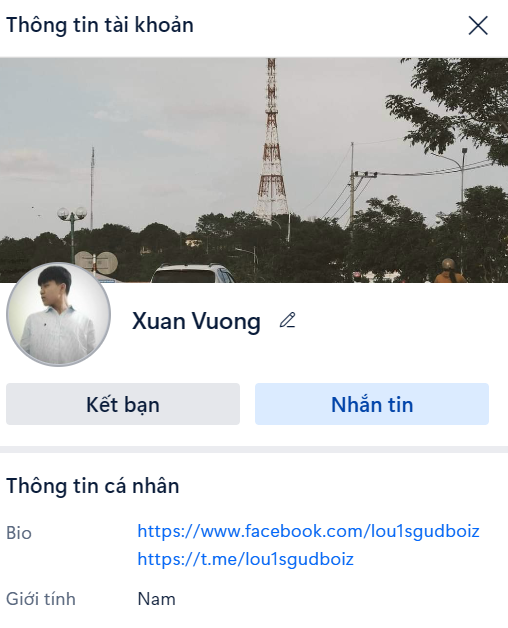 Thông tin tài khoản
Xuan Vuong
Kết bạn
Nhắn tin
Thông tin cá nhân
Bio
https://www.facebook.com/lou1sgudboiz
https://t.me/lou1sgudboiz
Giới tính
Nam